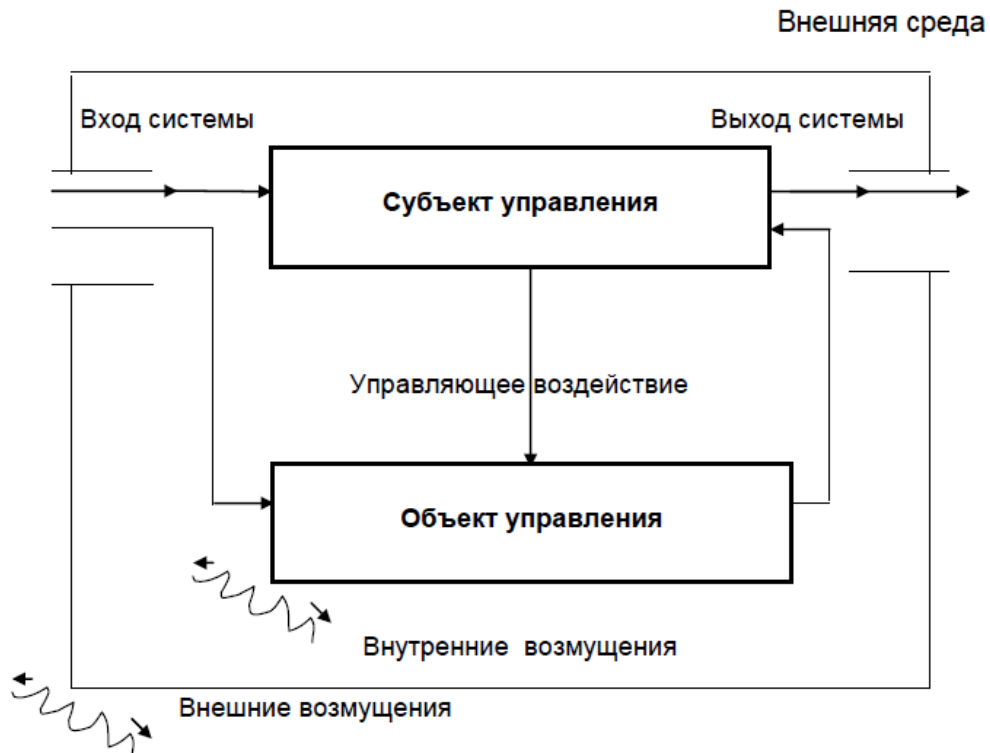 Внешняя среда
Вход системы
Выход системы
Субъект управления
Управляющее воздействие
Объект управления
Внутренние возмущения
Внешние возмущения